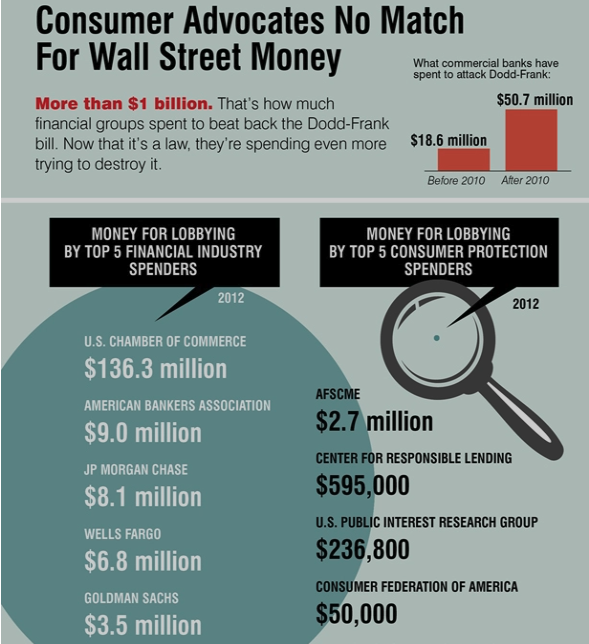 Consumer Advocates No Match
For Wall Street Money
More than $1 billion. That's how much
financial groups spent to beat back the Dodd-Frank
bill. Now that it's a law, they're spending even more
trying to destroy it.
What commercial banks have
spent to attack Dodd-Frank:
$50.7 million
$18.6 million
Before 2010
After 2010
MONEY FOR LOBBYING
BY TOP 5 FINANCIAL INDUSTRY
SPENDERS
2012
U.S. CHAMBER OF COMMERCE
$136.3 million
AMERICAN BANKERS ASSOCIATION
$9.0 million
JP MORGAN CHASE
$8.1 million
WELLS FARGO
$6.8 million
GOLDMAN SACHS
$3.5 million
MONEY FOR LOBBYING
BY TOP 5 CONSUMER PROTECTION
SPENDERS
2012
AFSCME
$2.7 million
CENTER FOR RESPONSIBLE LENDING
$595,000
U.S. PUBLIC INTEREST RESEARCH GROUP
$236,800
CONSUMER FEDERATION OF AMERICA
$50,000